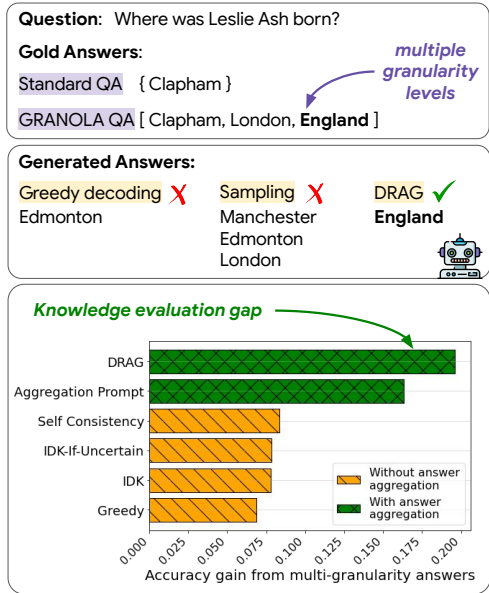 Question: Where was Leslie Ash born?
Gold Answers:
multiple
granularity
levels
Standard QA { Clapham }
GRANOLA QA [ Clapham, London, England ]
Generated Answers:
Greedy decoding ✗ Sampling ✗ DRAG ✓
Edmonton Manchester England
Edmonton
London
Knowledge evaluation gap
DRAG
Aggregation Prompt
Self Consistency
IDK-If-Uncertain
IDK
Greedy
Without answer
aggregation
With answer
aggregation
0.000 0.025 0.050 0.075 0.100 0.125 0.150 0.175 0.200
Accuracy gain from multi-granularity answers